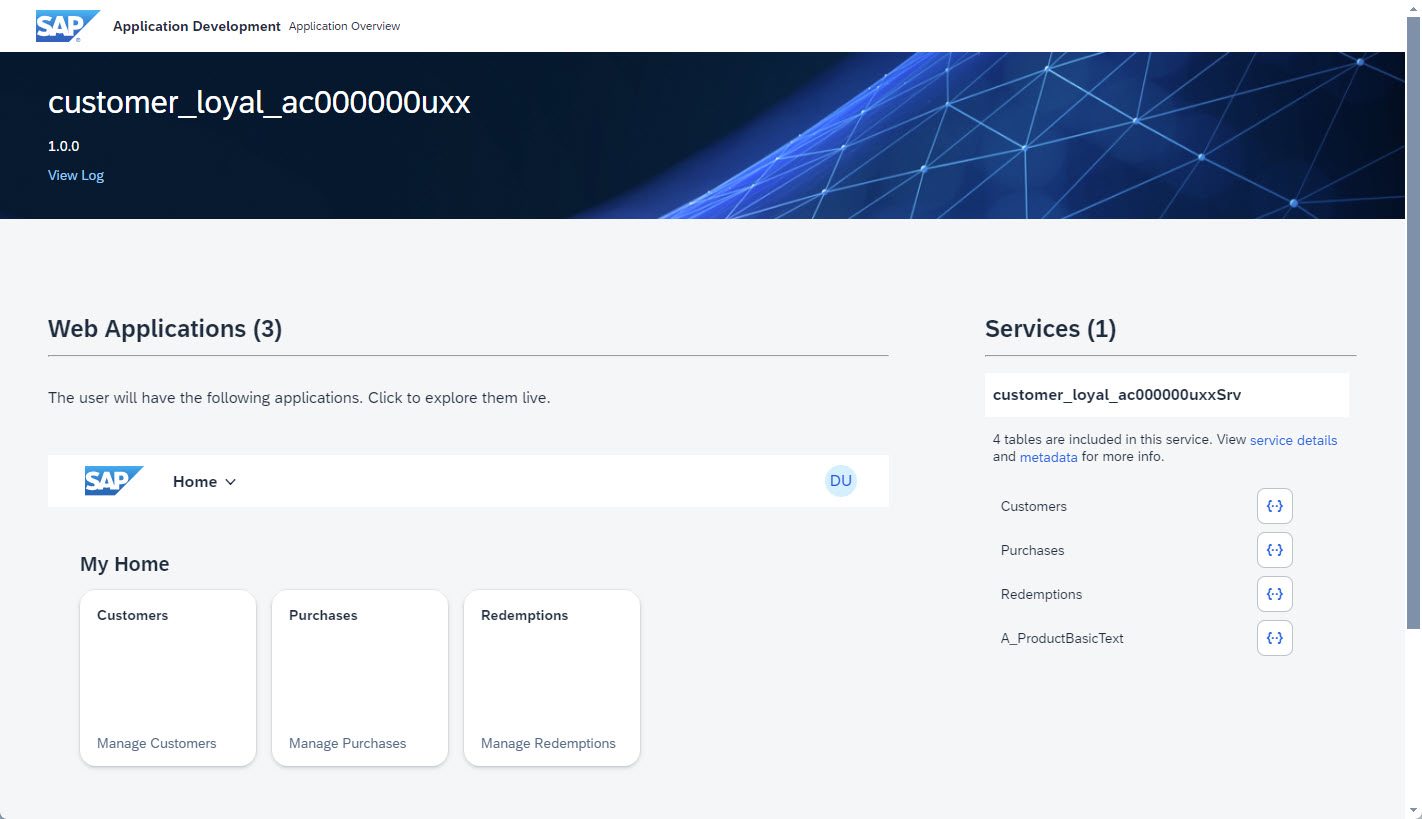 SAP Application Development Application Overview
customer_loyal_ac000000uxx
1.0.0
View Log
Web Applications (3)
The user will have the following applications. Click to explore them live.
SAP Home DU
My Home
Customers
Manage Customers
Purchases
Manage Purchases
Redemptions
Manage Redemptions
Services (1)
customer_loyal_ac000000uxxSrv
4 tables are included in this service. View service details
and metadata for more info.
Customers
Purchases
Redemptions
A_ProductBasicText